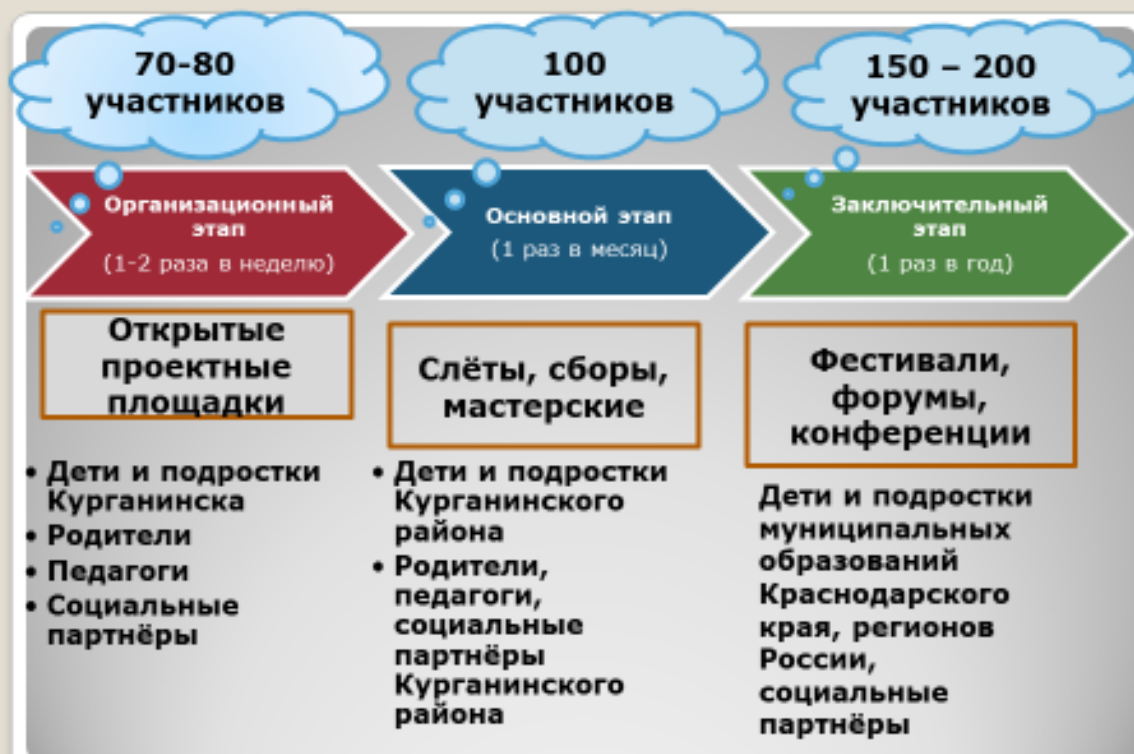 70-80
участников
100
участников
150 – 200
участников
Организационный
этап
(1-2 раза в неделю)
Основной этап
(1 раз в месяц)
Заключительный
этап
(1 раз в год)
Открытые
проектные
площадки
Слёты, сборы,
мастерские
Фестивали,
форумы,
конференции
• Дети и подростки
Курганинска
• Родители
• Педагоги
• Социальные
партнёры
• Дети и подростки
Курганинского
района
• Родители,
педагоги,
социальные
партнёры
Курганинского
района
Дети и подростки
муниципальных
образований
Краснодарского
края, регионов
России,
социальные
партнёры